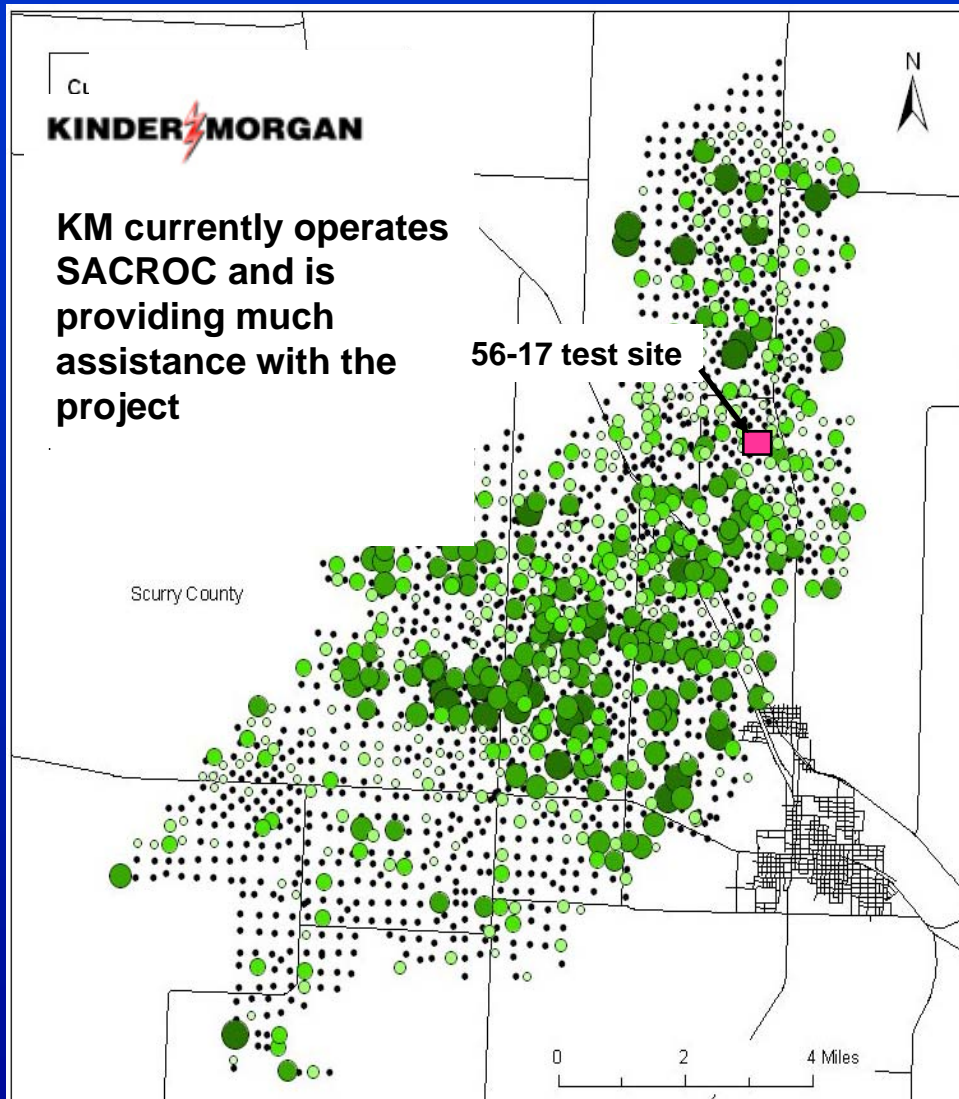 N
Cu
KINDER MORGAN
KM currently operates
SACROC and is
providing much
assistance with the
project
56-17 test site
Scurry County
0 2 4 Miles